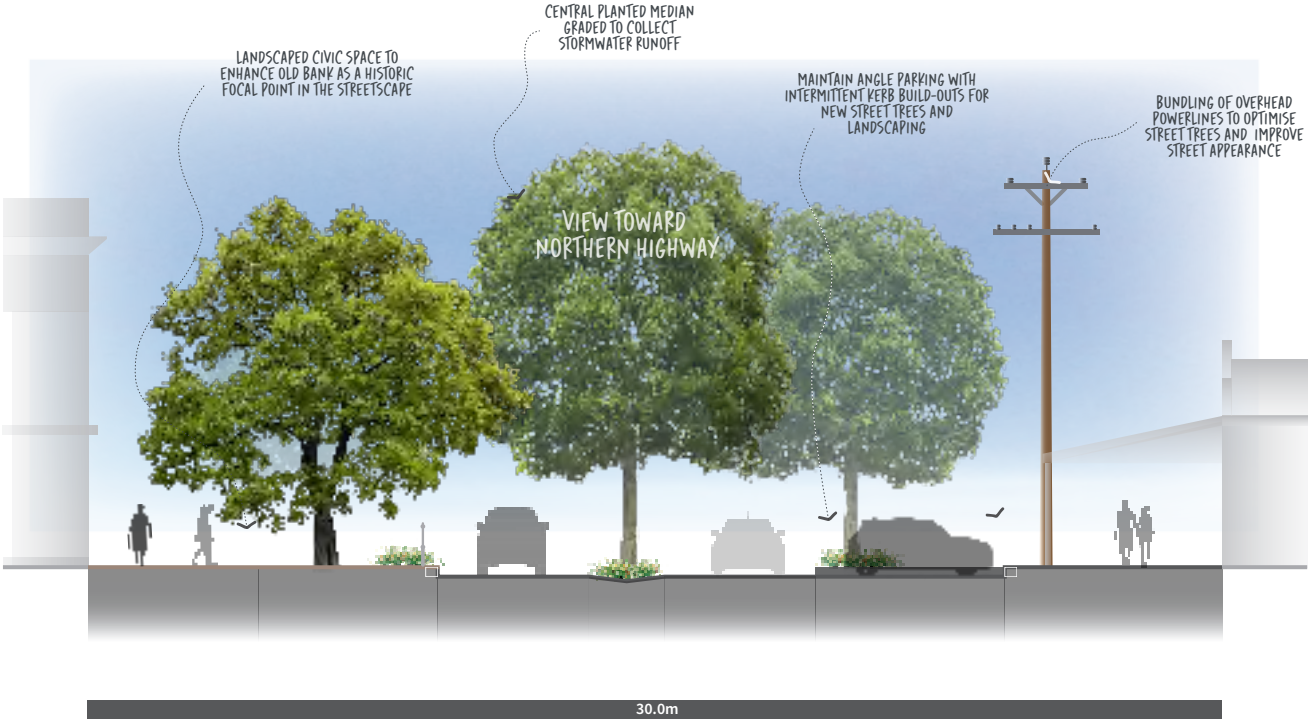 CENTRAL PLANTED MEDIAN
GRADED TO COLLECT
STORMWATER RUNOFF
LANDSCAPED CIVIC SPACE TO
ENHANCE OLD BANK AS A HISTORIC
FOCAL POINT IN THE STREETSCAPE
MAINTAIN ANGLE PARKING WITH
INTERMITTENT KERB BUILD-OUTS FOR
NEW STREET TREES AND
LANDSCAPING
BUNDLING OF OVERHEAD
POWERLINES TO OPTIMISE
STREET TREES AND IMPROVE
STREET APPEARANCE
VIEW TOWARD
NORTHERN HIGHWAY
30.0m